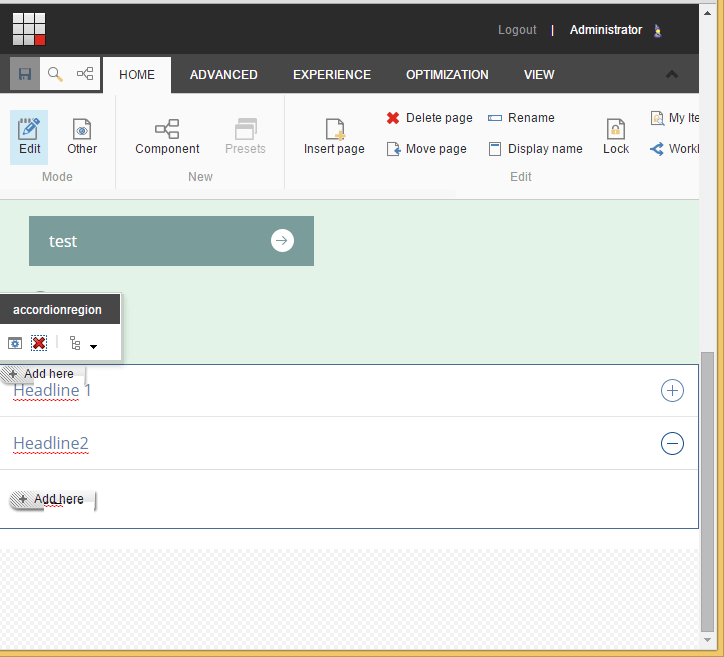 Logout | Administrator
HOME ADVANCED EXPERIENCE OPTIMIZATION VIEW
Delete page Rename My Ite
Edit Other Component Presets Insert page Move page Display name Lock Workf
Mode New Edit
test
accordionregion
+ Add here
Headline 1
Headline2
+ Add here